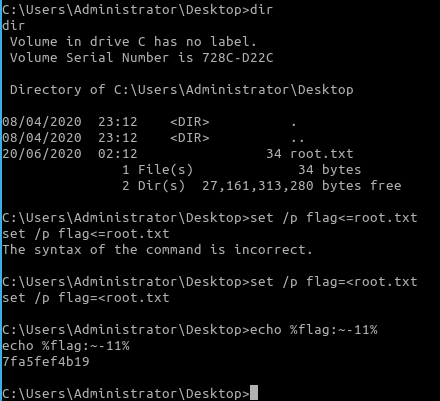 C:\Users\Administrator\Desktop>dir
dir
 Volume in drive C has no label.
 Volume Serial Number is 728C-D22C

 Directory of C:\Users\Administrator\Desktop

08/04/2020  23:12    <DIR>          .
08/04/2020  23:12    <DIR>          ..
20/06/2020  02:12                34 root.txt
               1 File(s)             34 bytes
               2 Dir(s)  27,161,313,280 bytes free

C:\Users\Administrator\Desktop>set /p flag<=root.txt
set /p flag<=root.txt
The syntax of the command is incorrect.

C:\Users\Administrator\Desktop>set /p flag=<root.txt
set /p flag=<root.txt

C:\Users\Administrator\Desktop>echo %flag:~-11%
echo %flag:~-11%
7fa5fef4b19

C:\Users\Administrator\Desktop>